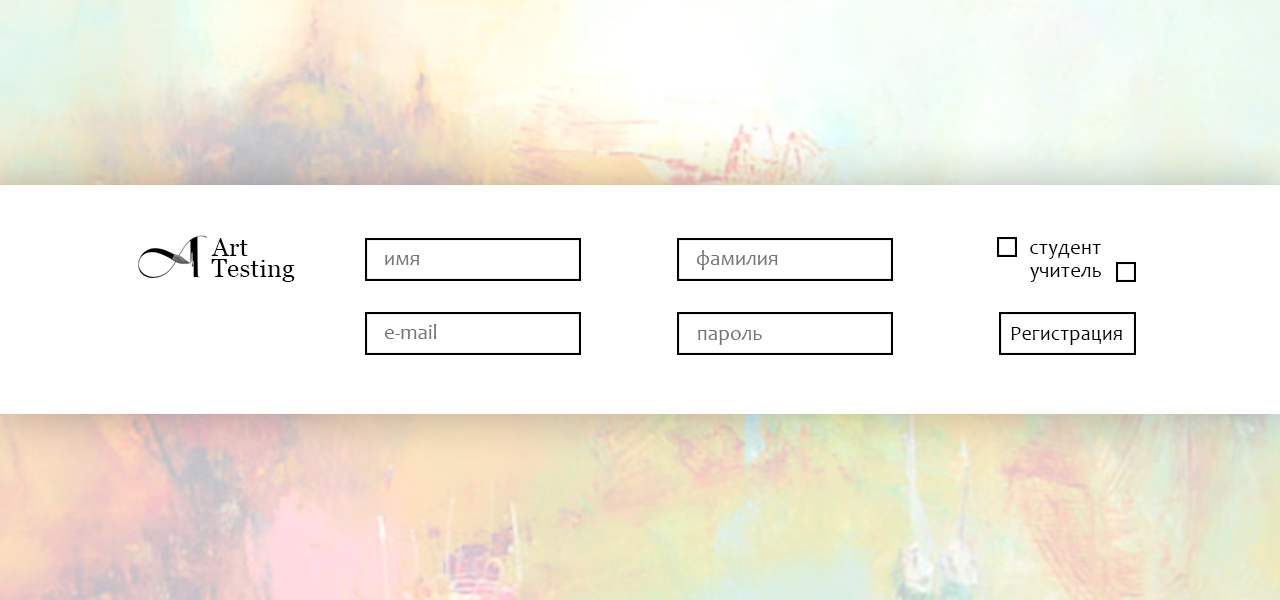 Art
Testing
имя
фамилия
студент
учитель
e-mail
пароль
Регистрация